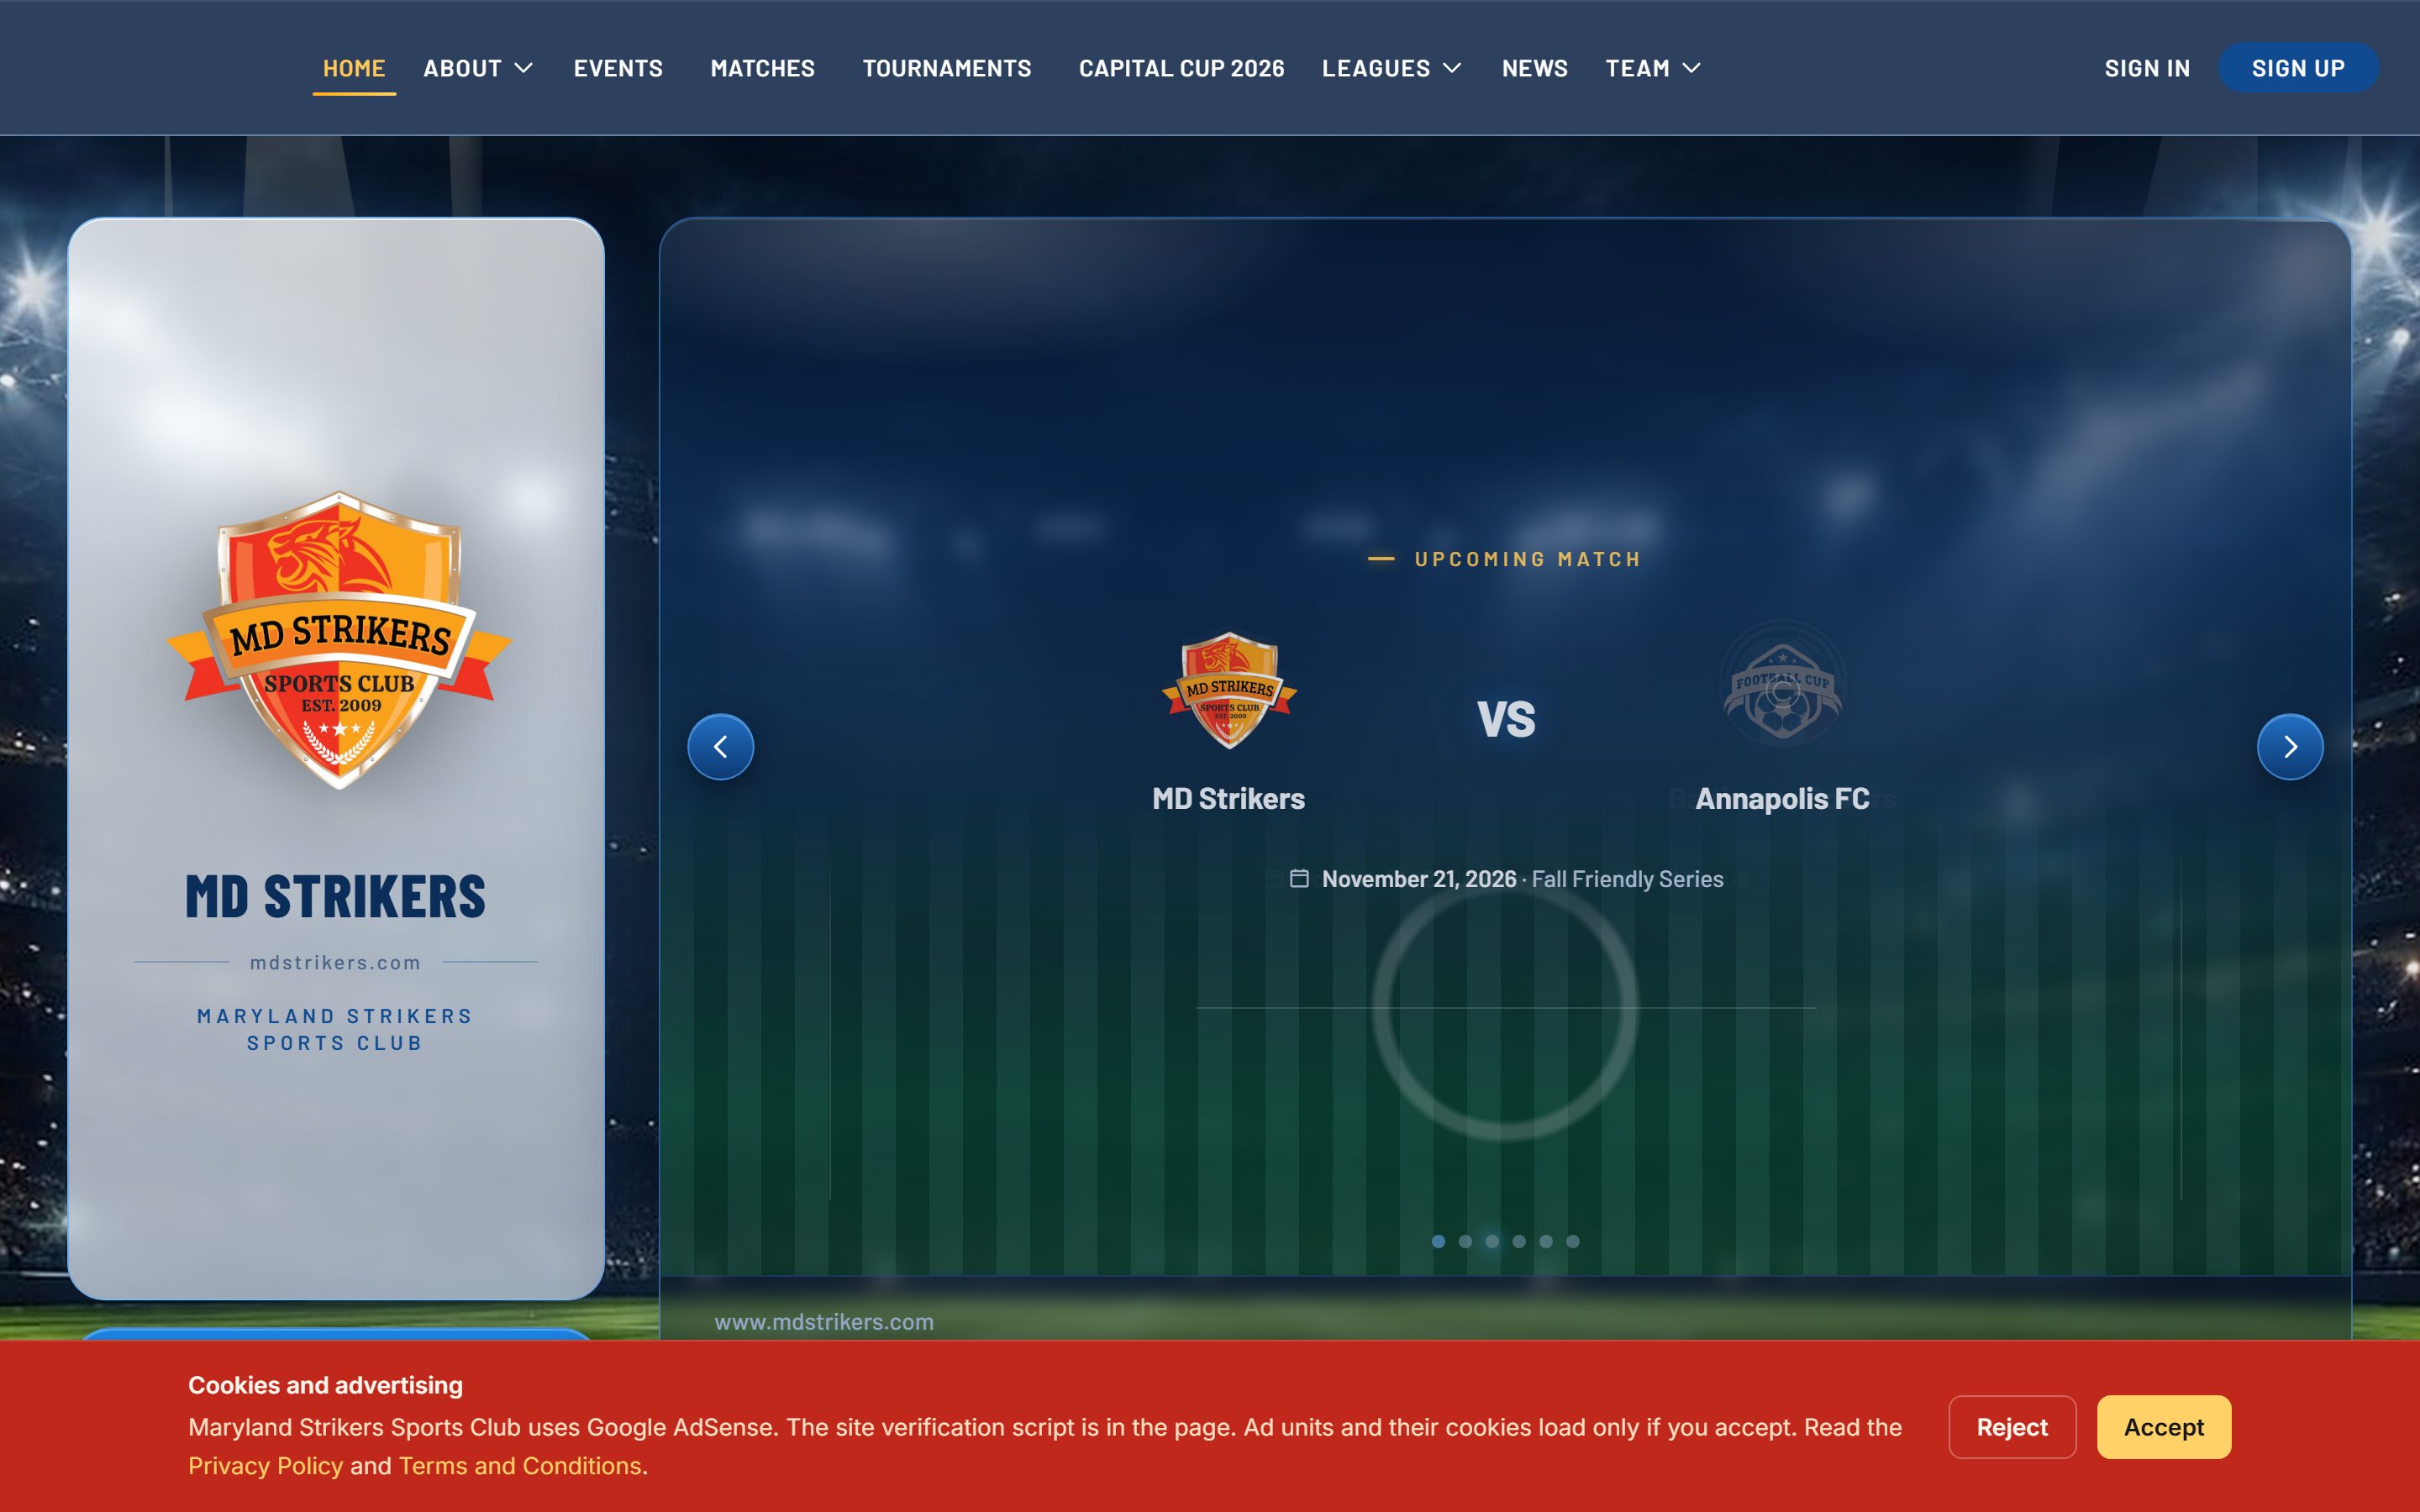 HOME ABOUT EVENTS MATCHES TOURNAMENTS CAPITAL CUP 2026 LEAGUES NEWS TEAM SIGN IN SIGN UP
MD STRIKERS
SPORTS CLUB
EST. 2009
MD STRIKERS
mdstrikers.com
MARYLAND STRIKERS
SPORTS CLUB
UPCOMING MATCH
MD STRIKERS
SPORTS CLUB
EST. 2009
VS
FOOTBALL CUP
MD Strikers
Annapolis FC
November 21, 2026 · Fall Friendly Series
www.mdstrikers.com
Cookies and advertising
Maryland Strikers Sports Club uses Google AdSense. The site verification script is in the page. Ad units and their cookies load only if you accept. Read the
Privacy Policy and Terms and Conditions.
Reject
Accept